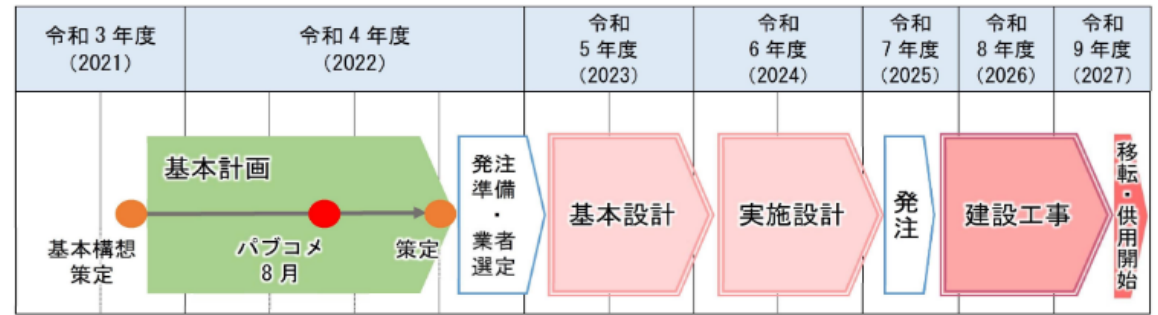 令和３年度
(2021)
令和４年度
(2022)
令和
５年度
(2023)
令和
６年度
(2024)
令和
７年度
(2025)
令和
８年度
(2026)
令和
９年度
(2027)
基本計画
基本構想
策定
パブコメ
８月
策定
発注
準備
・
業者
選定
基本設計
実施設計
発注
建設工事
移転・供用開始